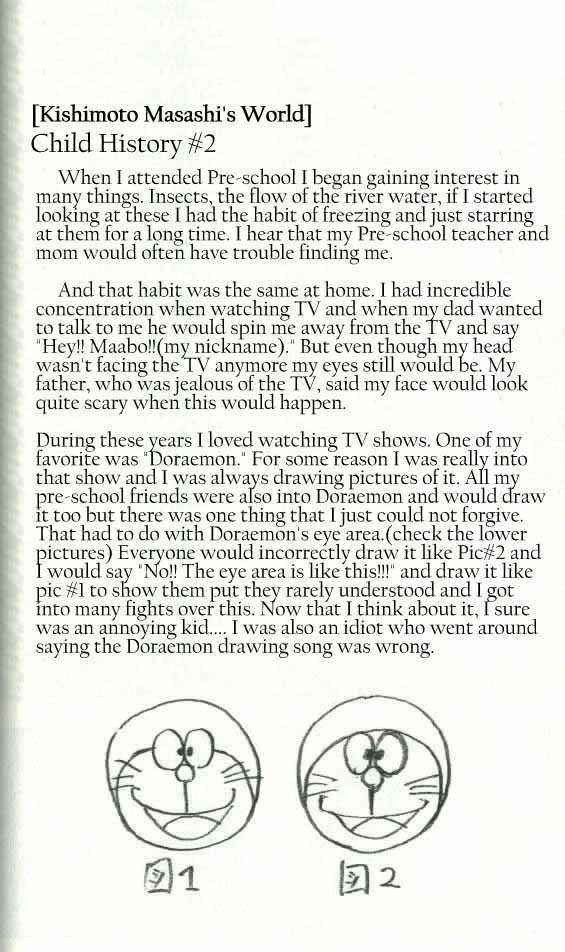 [Kishimoto Masashi's World]
Child History #2
When I attended Pre-school I began gaining interest in
many things. Insects, the flow of the river water, if I started
looking at these I had the habit of freezing and just starring
at them for a long time. I hear that my Pre-school teacher and
mom would often have trouble finding me.
And that habit was the same at home. I had incredible
concentration when watching TV and when my dad wanted
to talk to me he would spin me away from the TV and say
"Hey!! Maabo!!(my nickname)." But even though my head
wasn't facing the TV anymore my eyes still would be. My
father, who was jealous of the TV, said my face would look
quite scary when this would happen.
During these years I loved watching TV shows. One of my
favorite was "Doraemon." For some reason I was really into
that show and I was always drawing pictures of it. All my
pre-school friends were also into Doraemon and would draw
it too but there was one thing that I just could not forgive.
That had to do with Doraemon's eye area.(check the lower
pictures) Everyone would incorrectly draw it like Pic#2 and
I would say "No!! The eye area is like this!!!" and draw it like
pic #1 to show them put they rarely understood and I got
into many fights over this. Now that I think about it, I sure
was an annoying kid.... I was also an idiot who went around
saying the Doraemon drawing song was wrong.
図1 図2